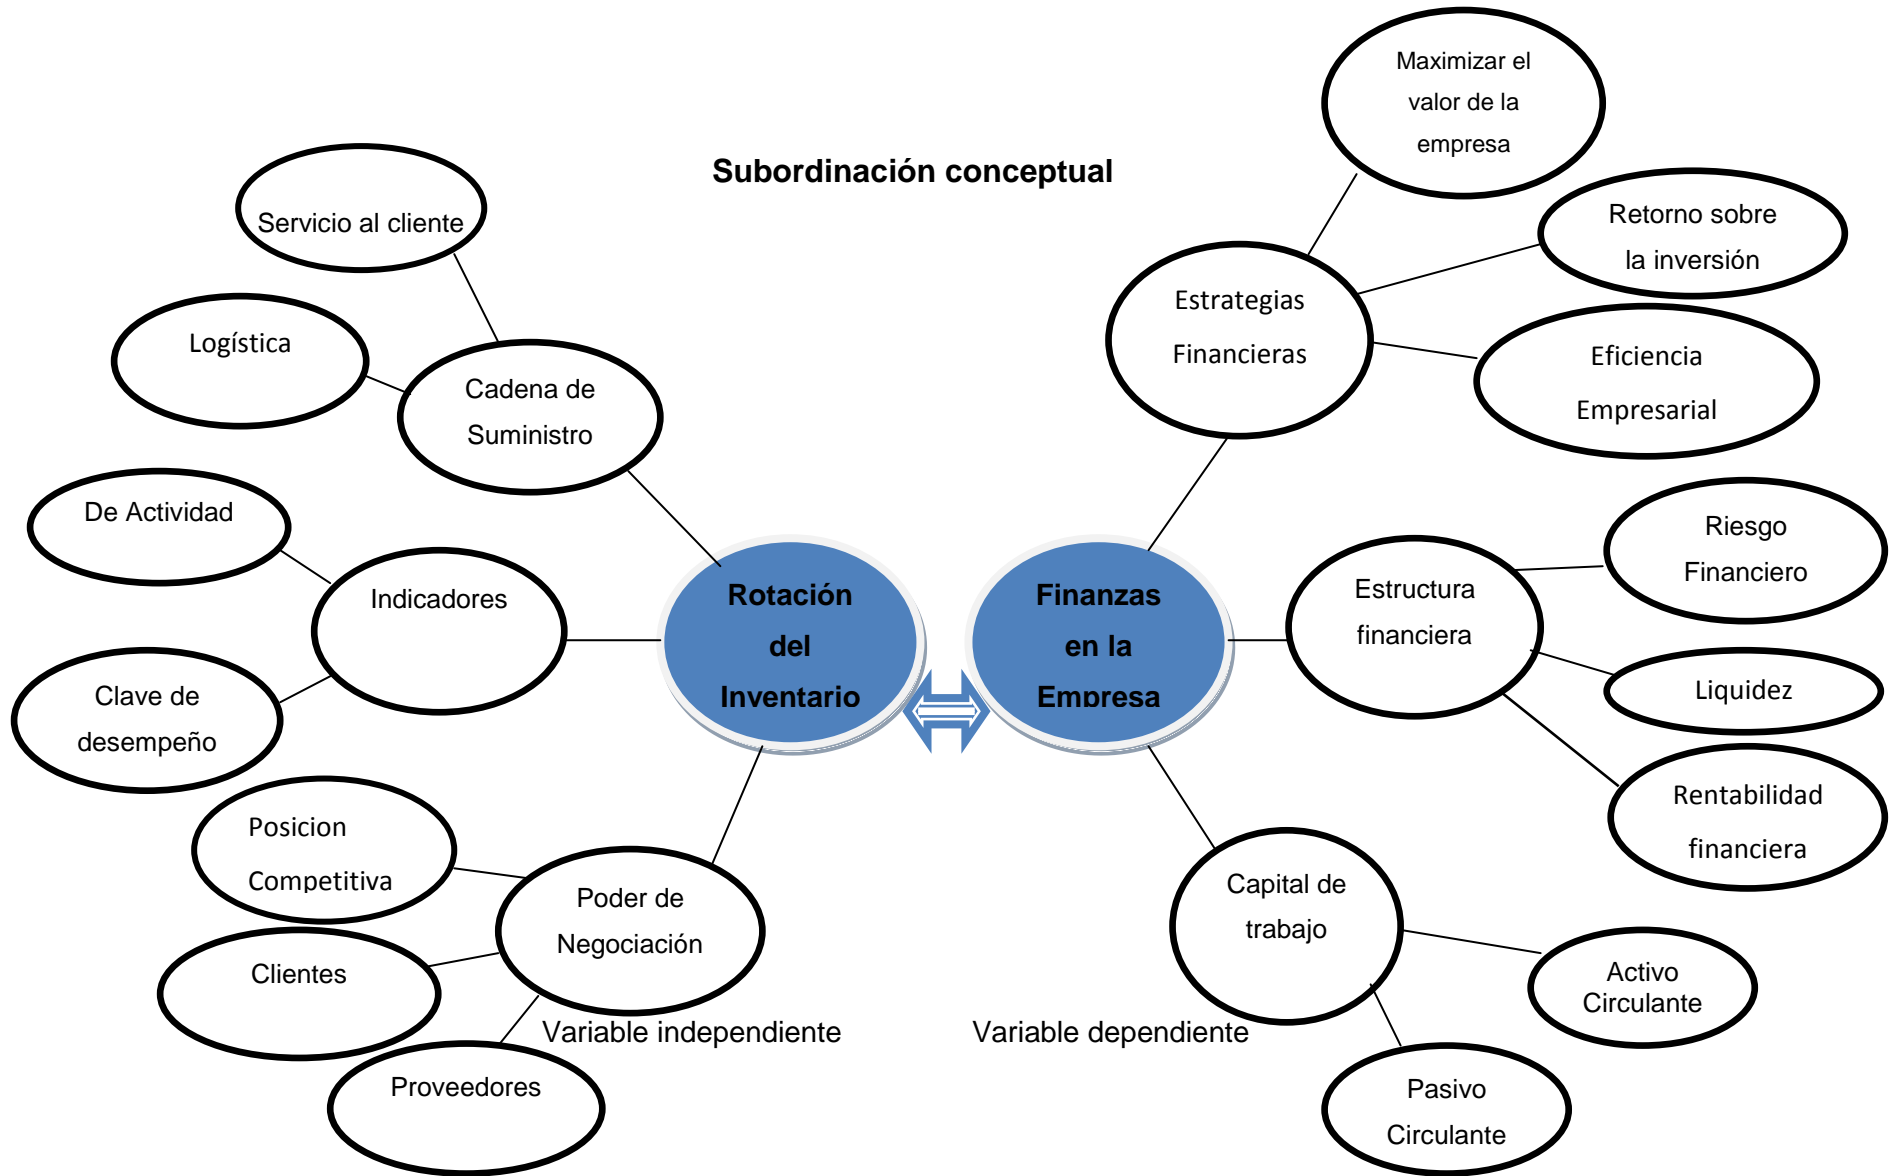 Subordinación conceptual
Servicio al cliente
Logística
Cadena de
Suministro
De Actividad
Indicadores
Clave de
desempeño
Posicion
Competitiva
Poder de
Negociación
Clientes
Proveedores
Variable independiente
Rotación
del
Inventario
Finanzas
en la
Empresa
Maximizar el
valor de la
empresa
Retorno sobre
la inversión
Estrategias
Financieras
Eficiencia
Empresarial
Riesgo
Financiero
Estructura
financiera
Liquidez
Rentabilidad
financiera
Capital de
trabajo
Activo
Circulante
Variable dependiente
Pasivo
Circulante